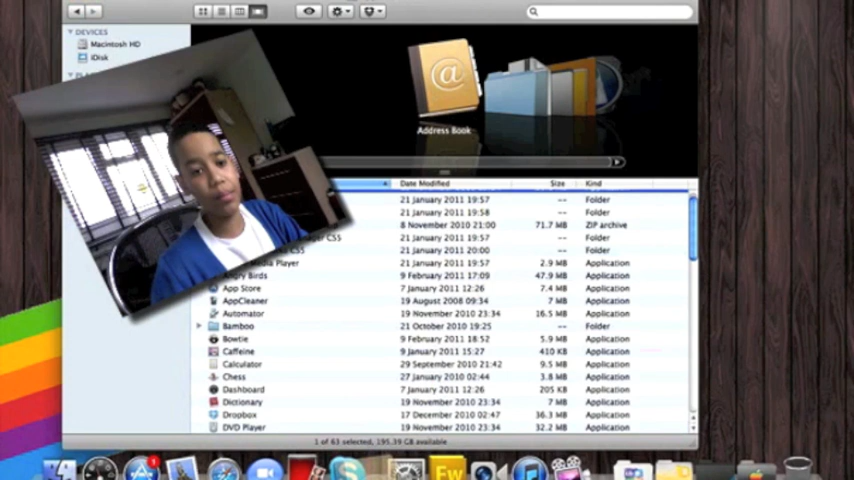 DEVICES
Macintosh HD
iDisk
Address Book
Date Modified Size Kind
21 January 2011 19:57 -- Folder
21 January 2011 19:58 -- Folder
8 November 2010 21:00 71.7 MB ZIP archive
CS5 21 January 2011 19:57 -- Folder
CS5 21 January 2011 20:00 -- Folder
Media Player 21 January 2011 19:57 2.9 MB Application
Angry Birds 9 February 2011 17:09 47.9 MB Application
App Store 7 January 2011 12:26 7.4 MB Application
AppCleaner 19 August 2008 09:34 7 MB Application
Automator 19 November 2010 23:34 16.5 MB Application
Bamboo 21 October 2010 19:25 -- Folder
Bowtie 9 February 2011 18:52 5.9 MB Application
Caffeine 9 January 2011 15:27 410 KB Application
Calculator 29 September 2010 21:42 9.5 MB Application
Chess 27 January 2010 02:44 3.8 MB Application
Dashboard 7 January 2011 12:26 205 KB Application
Dictionary 19 November 2010 23:34 7 MB Application
Dropbox 17 December 2010 02:47 36.3 MB Application
DVD Player 19 November 2010 23:34 32.2 MB Application
1 of 63 selected, 195.39 GB available
Fw